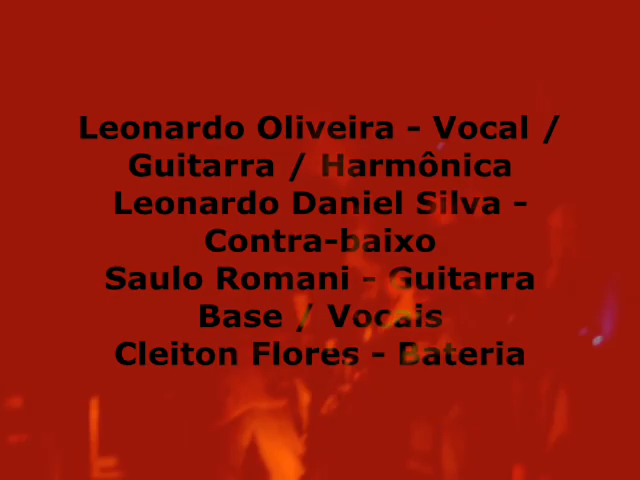 Leonardo Oliveira - Vocal /
Guitarra / Harmônica
Leonardo Daniel Silva -
Contra-baixo
Saulo Romani - Guitarra
Base / Vocais
Cleiton Flores - Bateria